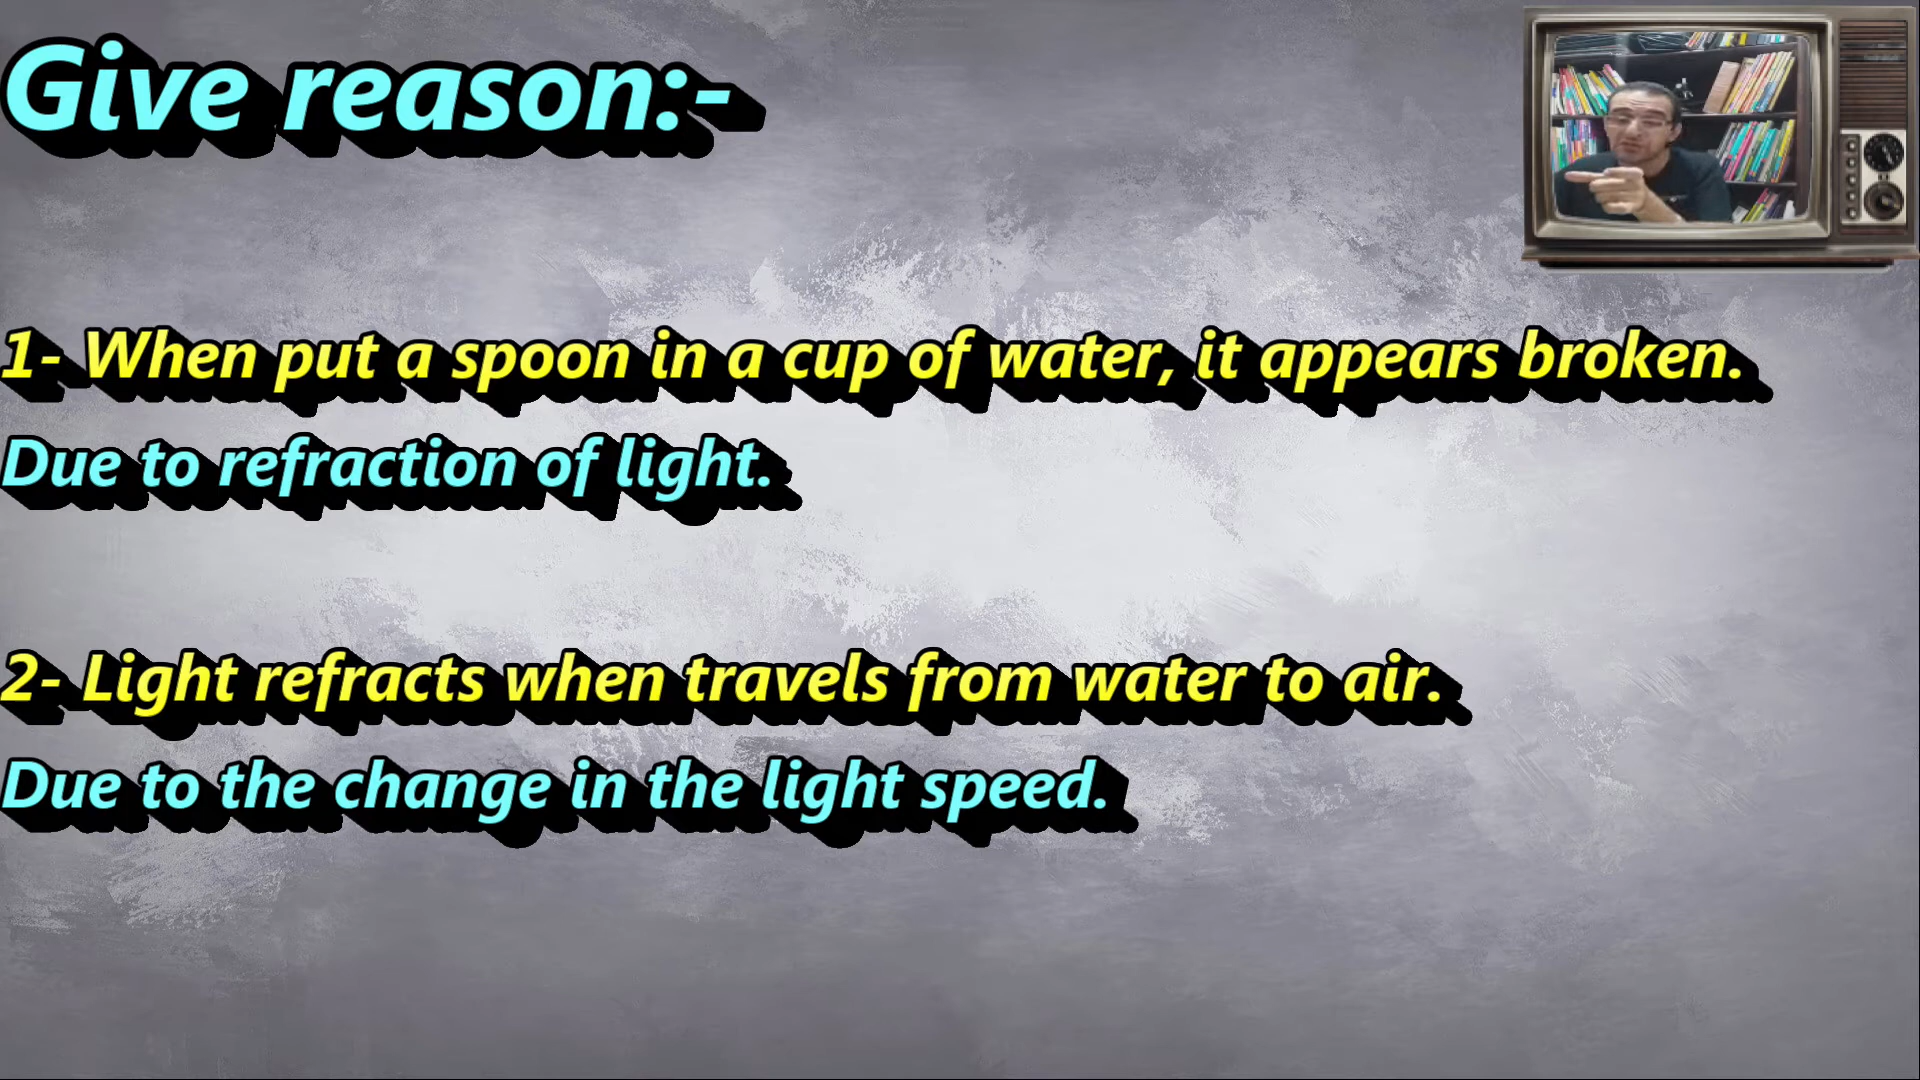 Give reason:-
1- When put a spoon in a cup of water, it appears broken.
Due to refraction of light.
2- Light refracts when travels from water to air.
Due to the change in the light speed.